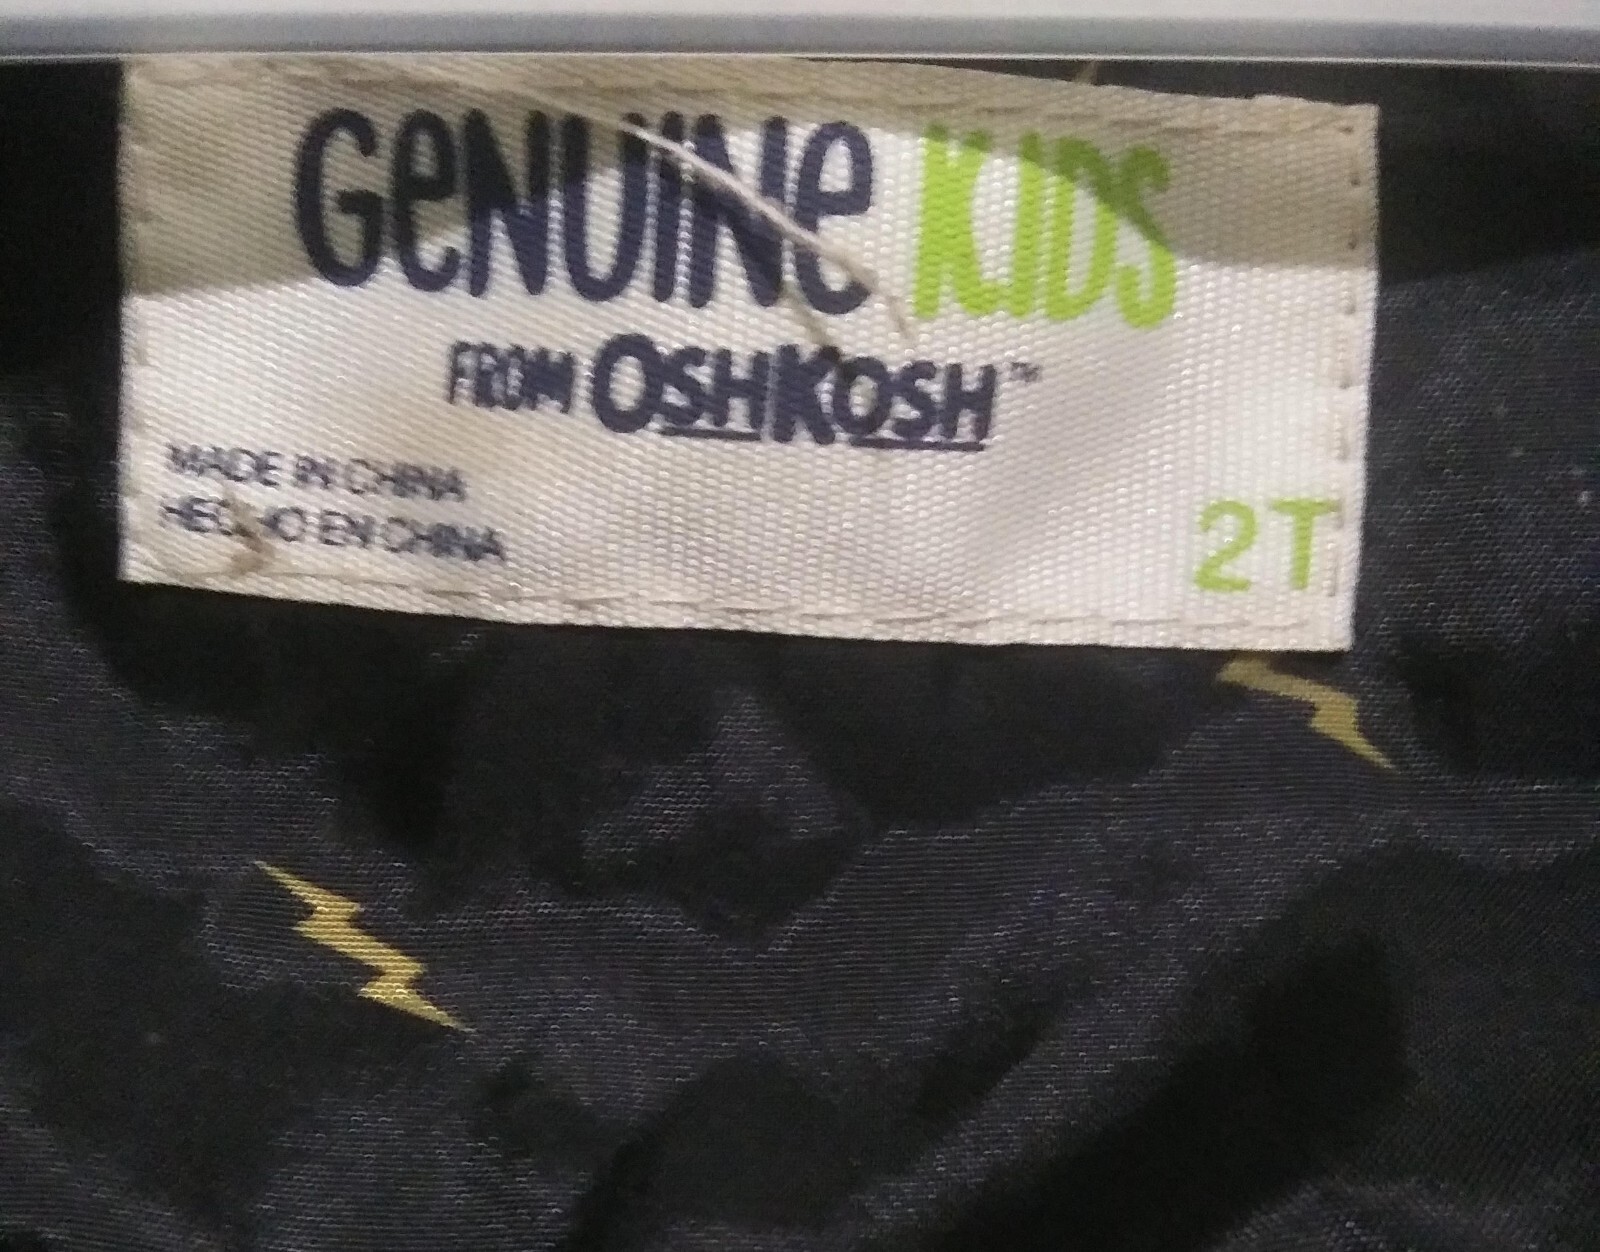 GeNUINe KIDS
FROM OSHKOSH™
MADE IN CHINA
HECHO EN CHINA
2T